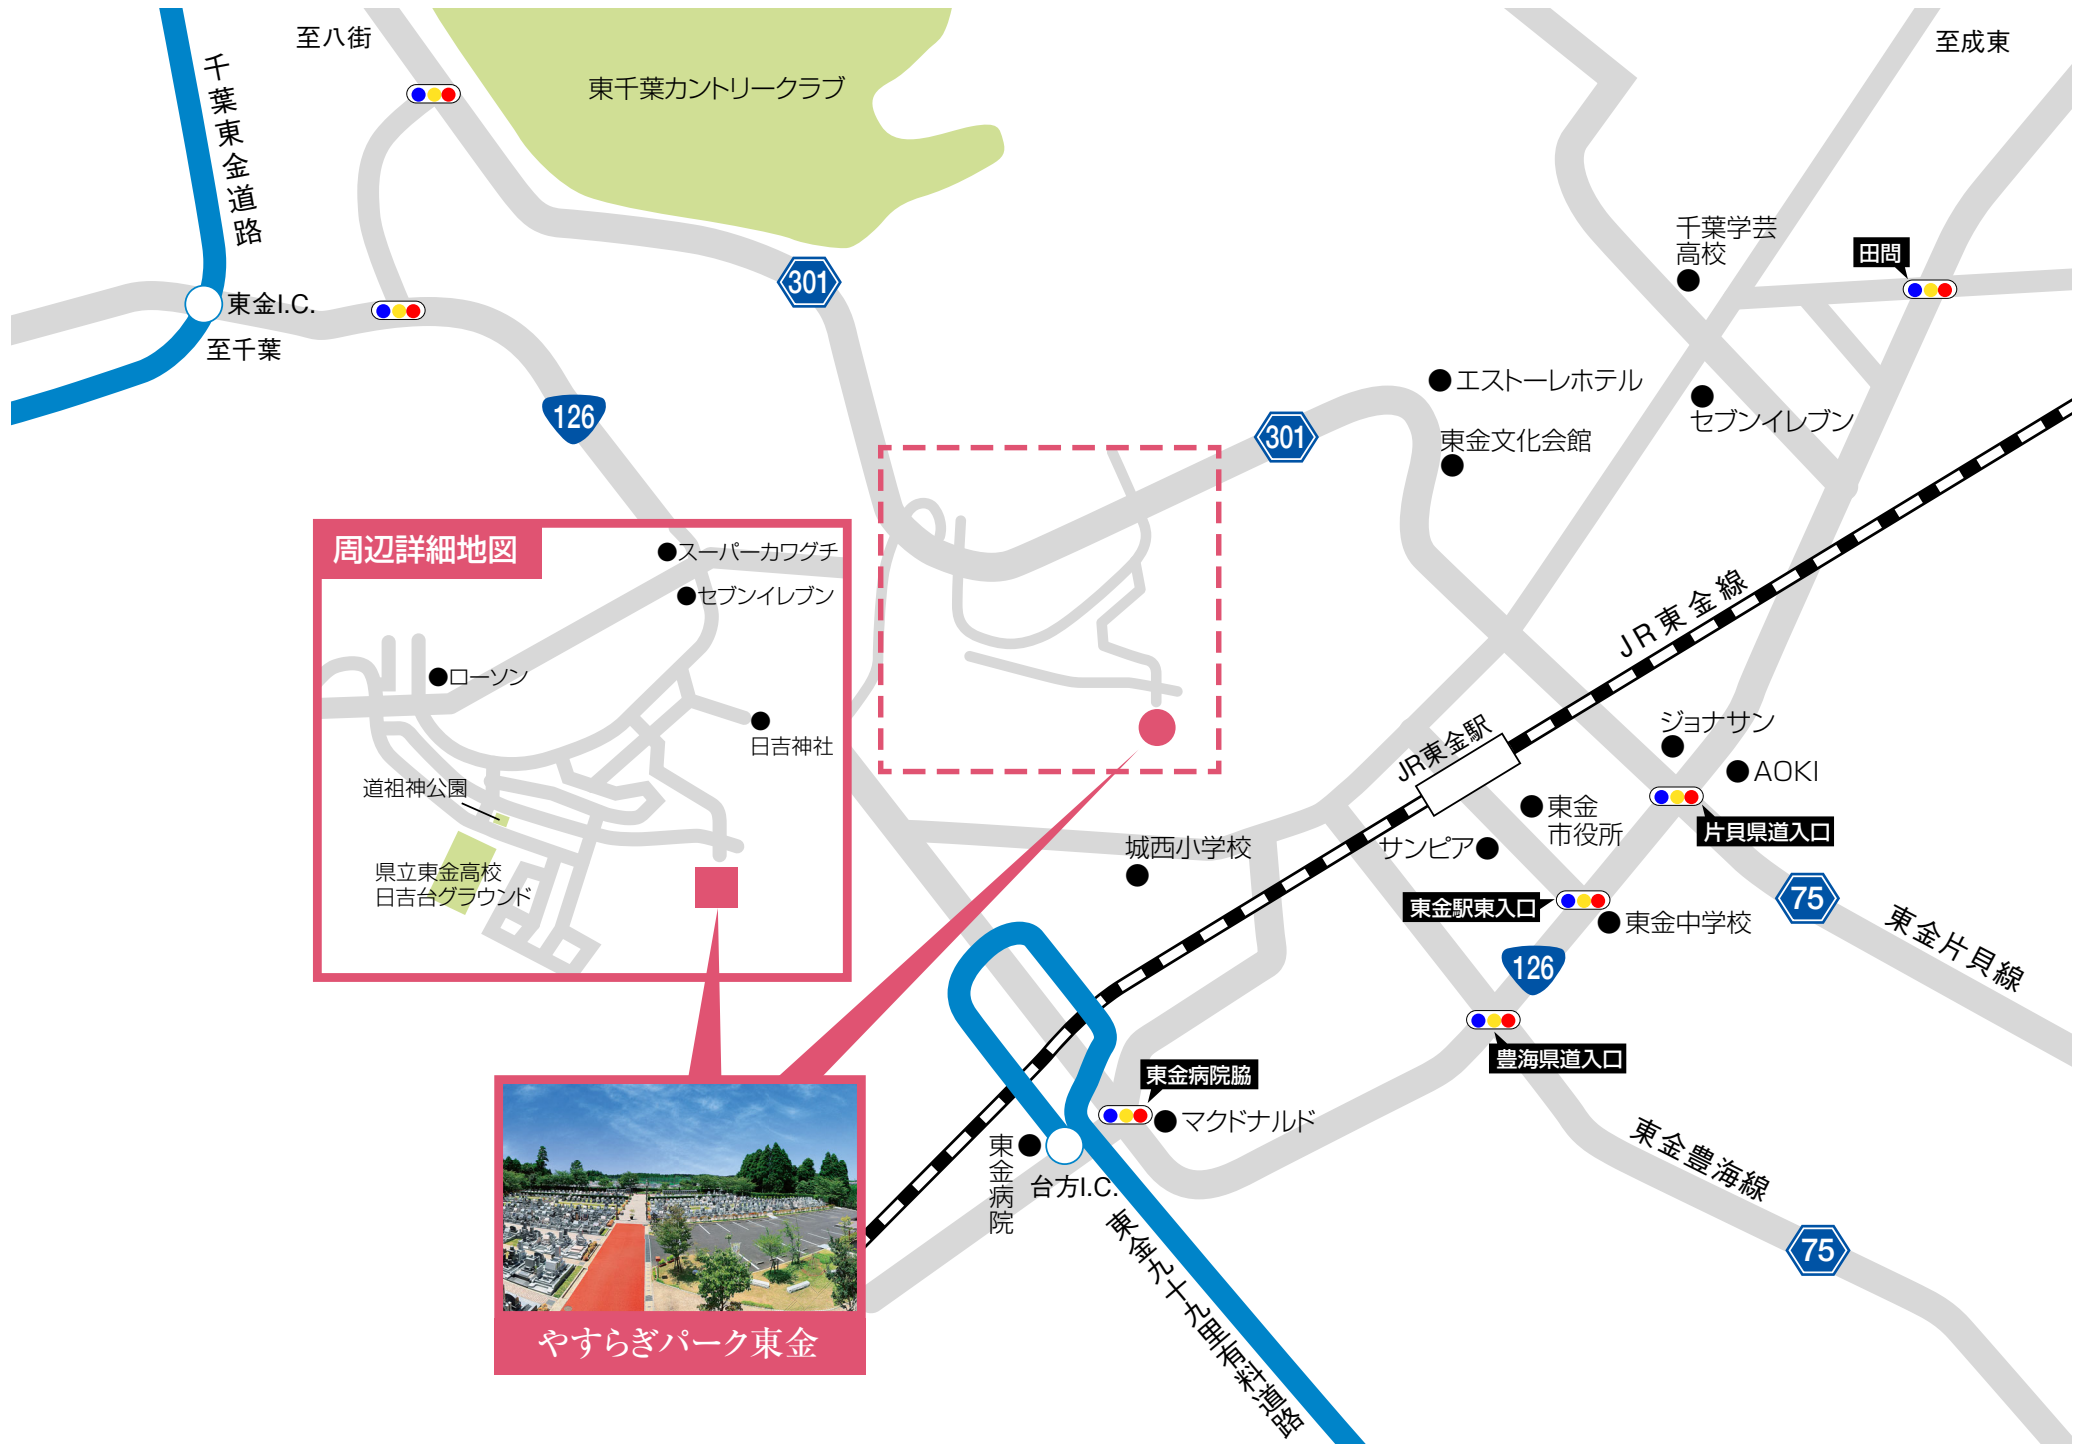 至八街
至成東
千葉東金道路
東千葉カントリークラブ
千葉学芸
高校
田間
301
東金I.C.
至千葉
126
エストーレホテル
セブンイレブン
301
東金文化会館
周辺詳細地図
スーパーカワグチ
セブンイレブン
ローソン
日吉神社
道祖神公園
県立東金高校
日吉台グラウンド
JR東金線
JR東金駅
ジョナサン
AOKI
東金
市役所
片貝県道入口
サンピア
城西小学校
東金駅東入口
東金中学校
75
東金片貝線
126
豊海県道入口
東金病院脇
マクドナルド
東金病院
台方I.C.
東金豊海線
75
東金九十九里有料道路
やすらぎパーク東金